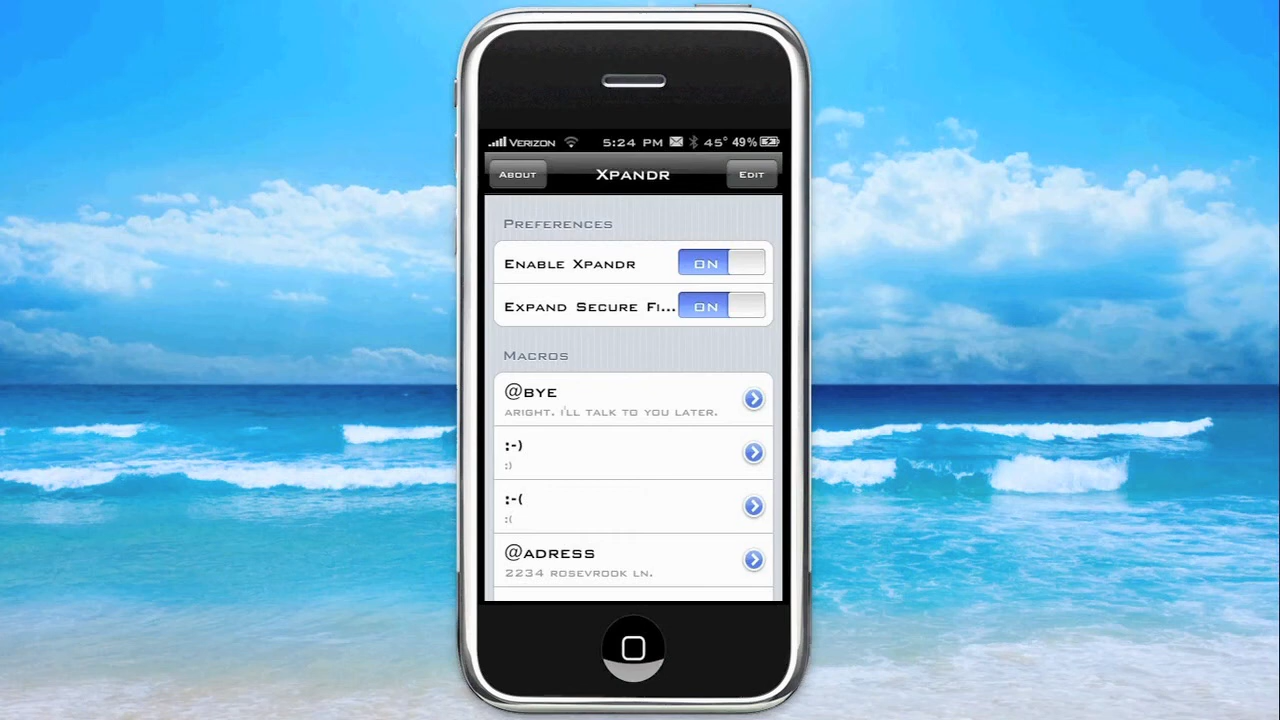 VERIZON 5:24 PM 45° 49%
ABOUT XPANDR EDIT
PREFERENCES
ENABLE XPANDR ON
EXPAND SECURE FI... ON
MACROS
@BYE
ARIGHT. I'LL TALK TO YOU LATER.
:-)
:)
:-(
:(
@ADRESS
2234 ROSEVROOK LN.